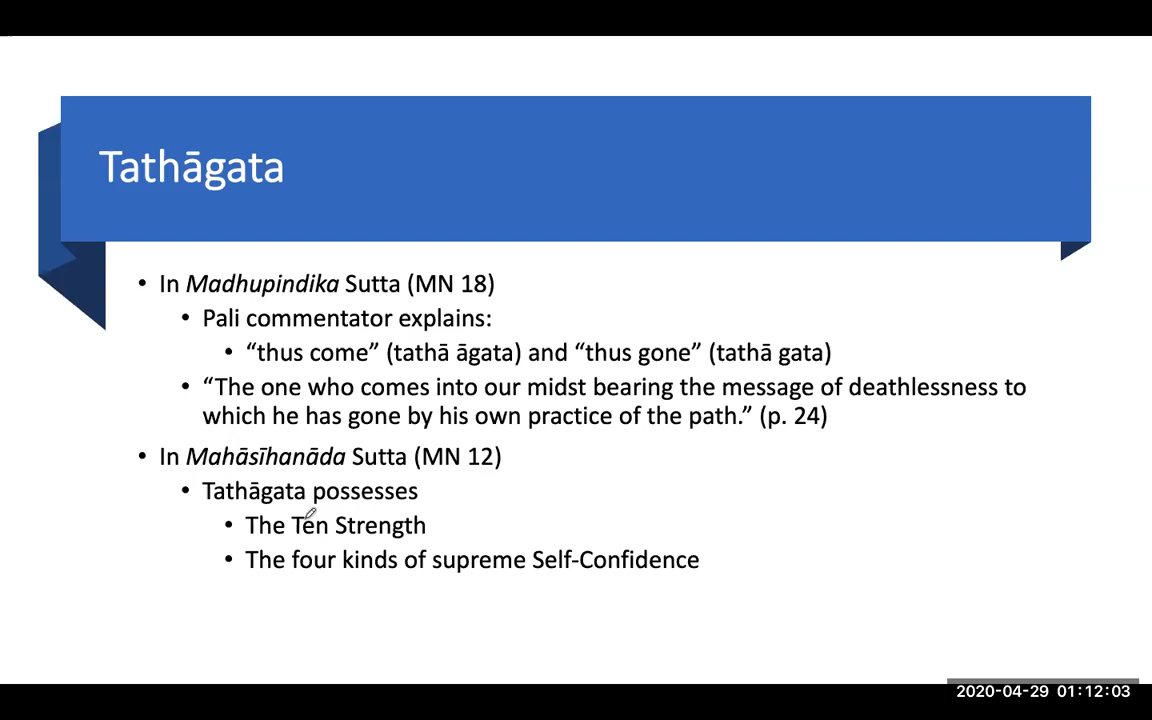 Tathāgata
• In Madhupindika Sutta (MN 18)
• Pali commentator explains:
• “thus come” (tathā āgata) and “thus gone” (tathā gata)
• “The one who comes into our midst bearing the message of deathlessness to
which he has gone by his own practice of the path.” (p. 24)
• In Mahāsīhanāda Sutta (MN 12)
• Tathāgata possesses
• The Ten Strength
• The four kinds of supreme Self-Confidence
2020-04-29 01:12:03